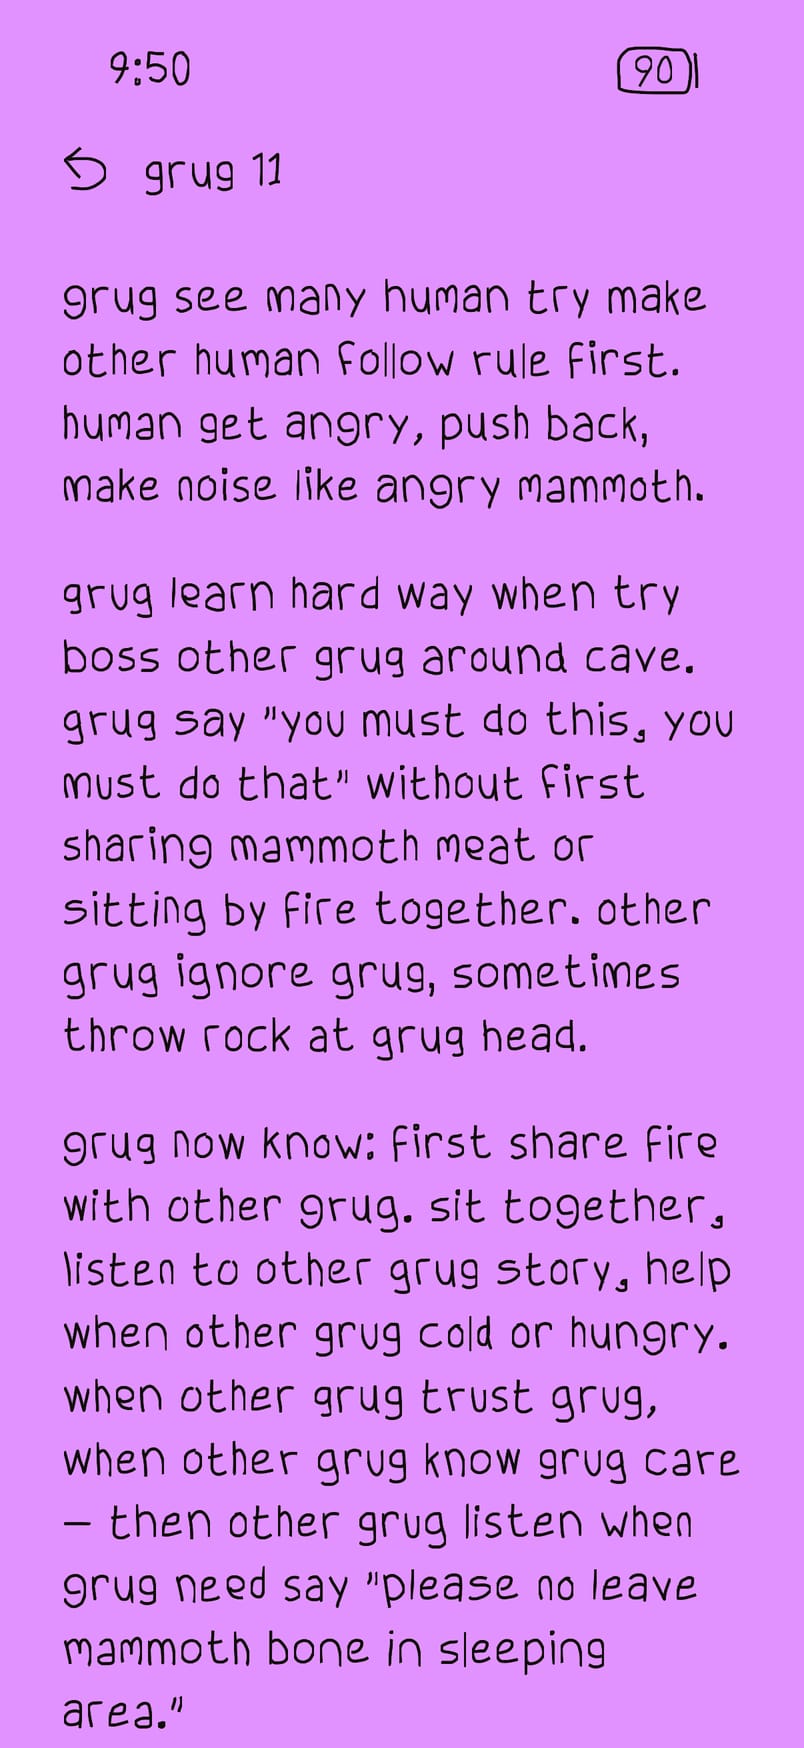 9:50
90
grug 11
grug see many human try make
other human follow rule first.
human get angry, push back,
make noise like angry mammoth.
grug learn hard way when try
boss other grug around cave.
grug say "you must do this, you
must do that" without first
sharing mammoth meat or
sitting by fire together. other
grug ignore grug, sometimes
throw rock at grug head.
grug now know: first share fire
with other grug. sit together,
listen to other grug story, help
when other grug cold or hungry.
when other grug trust grug,
when other grug know grug care
– then other grug listen when
grug need say "please no leave
mammoth bone in sleeping
area."